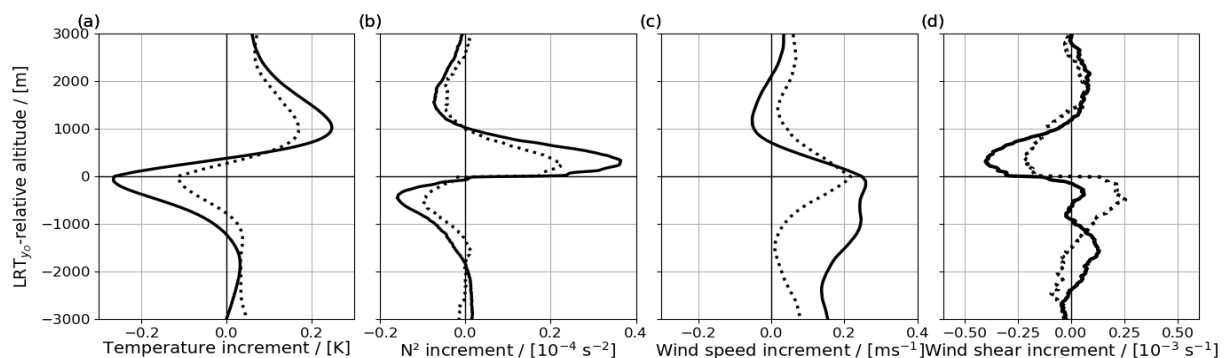 (a) (b) (c) (d)
3000
2000
1000
0
−1000
−2000
−3000
LRT_{y_o}-relative altitude / [m]
−0.2 0.0 0.2
−0.2 0.0 0.2 0.4
−0.2 0.0 0.2 0.4
−0.50 −0.25 0.00 0.25 0.50
Temperature increment / [K]
N² increment / [10⁻⁴ s⁻²]
Wind speed increment / [ms⁻¹]
Wind shear increment / [10⁻³ s⁻¹]